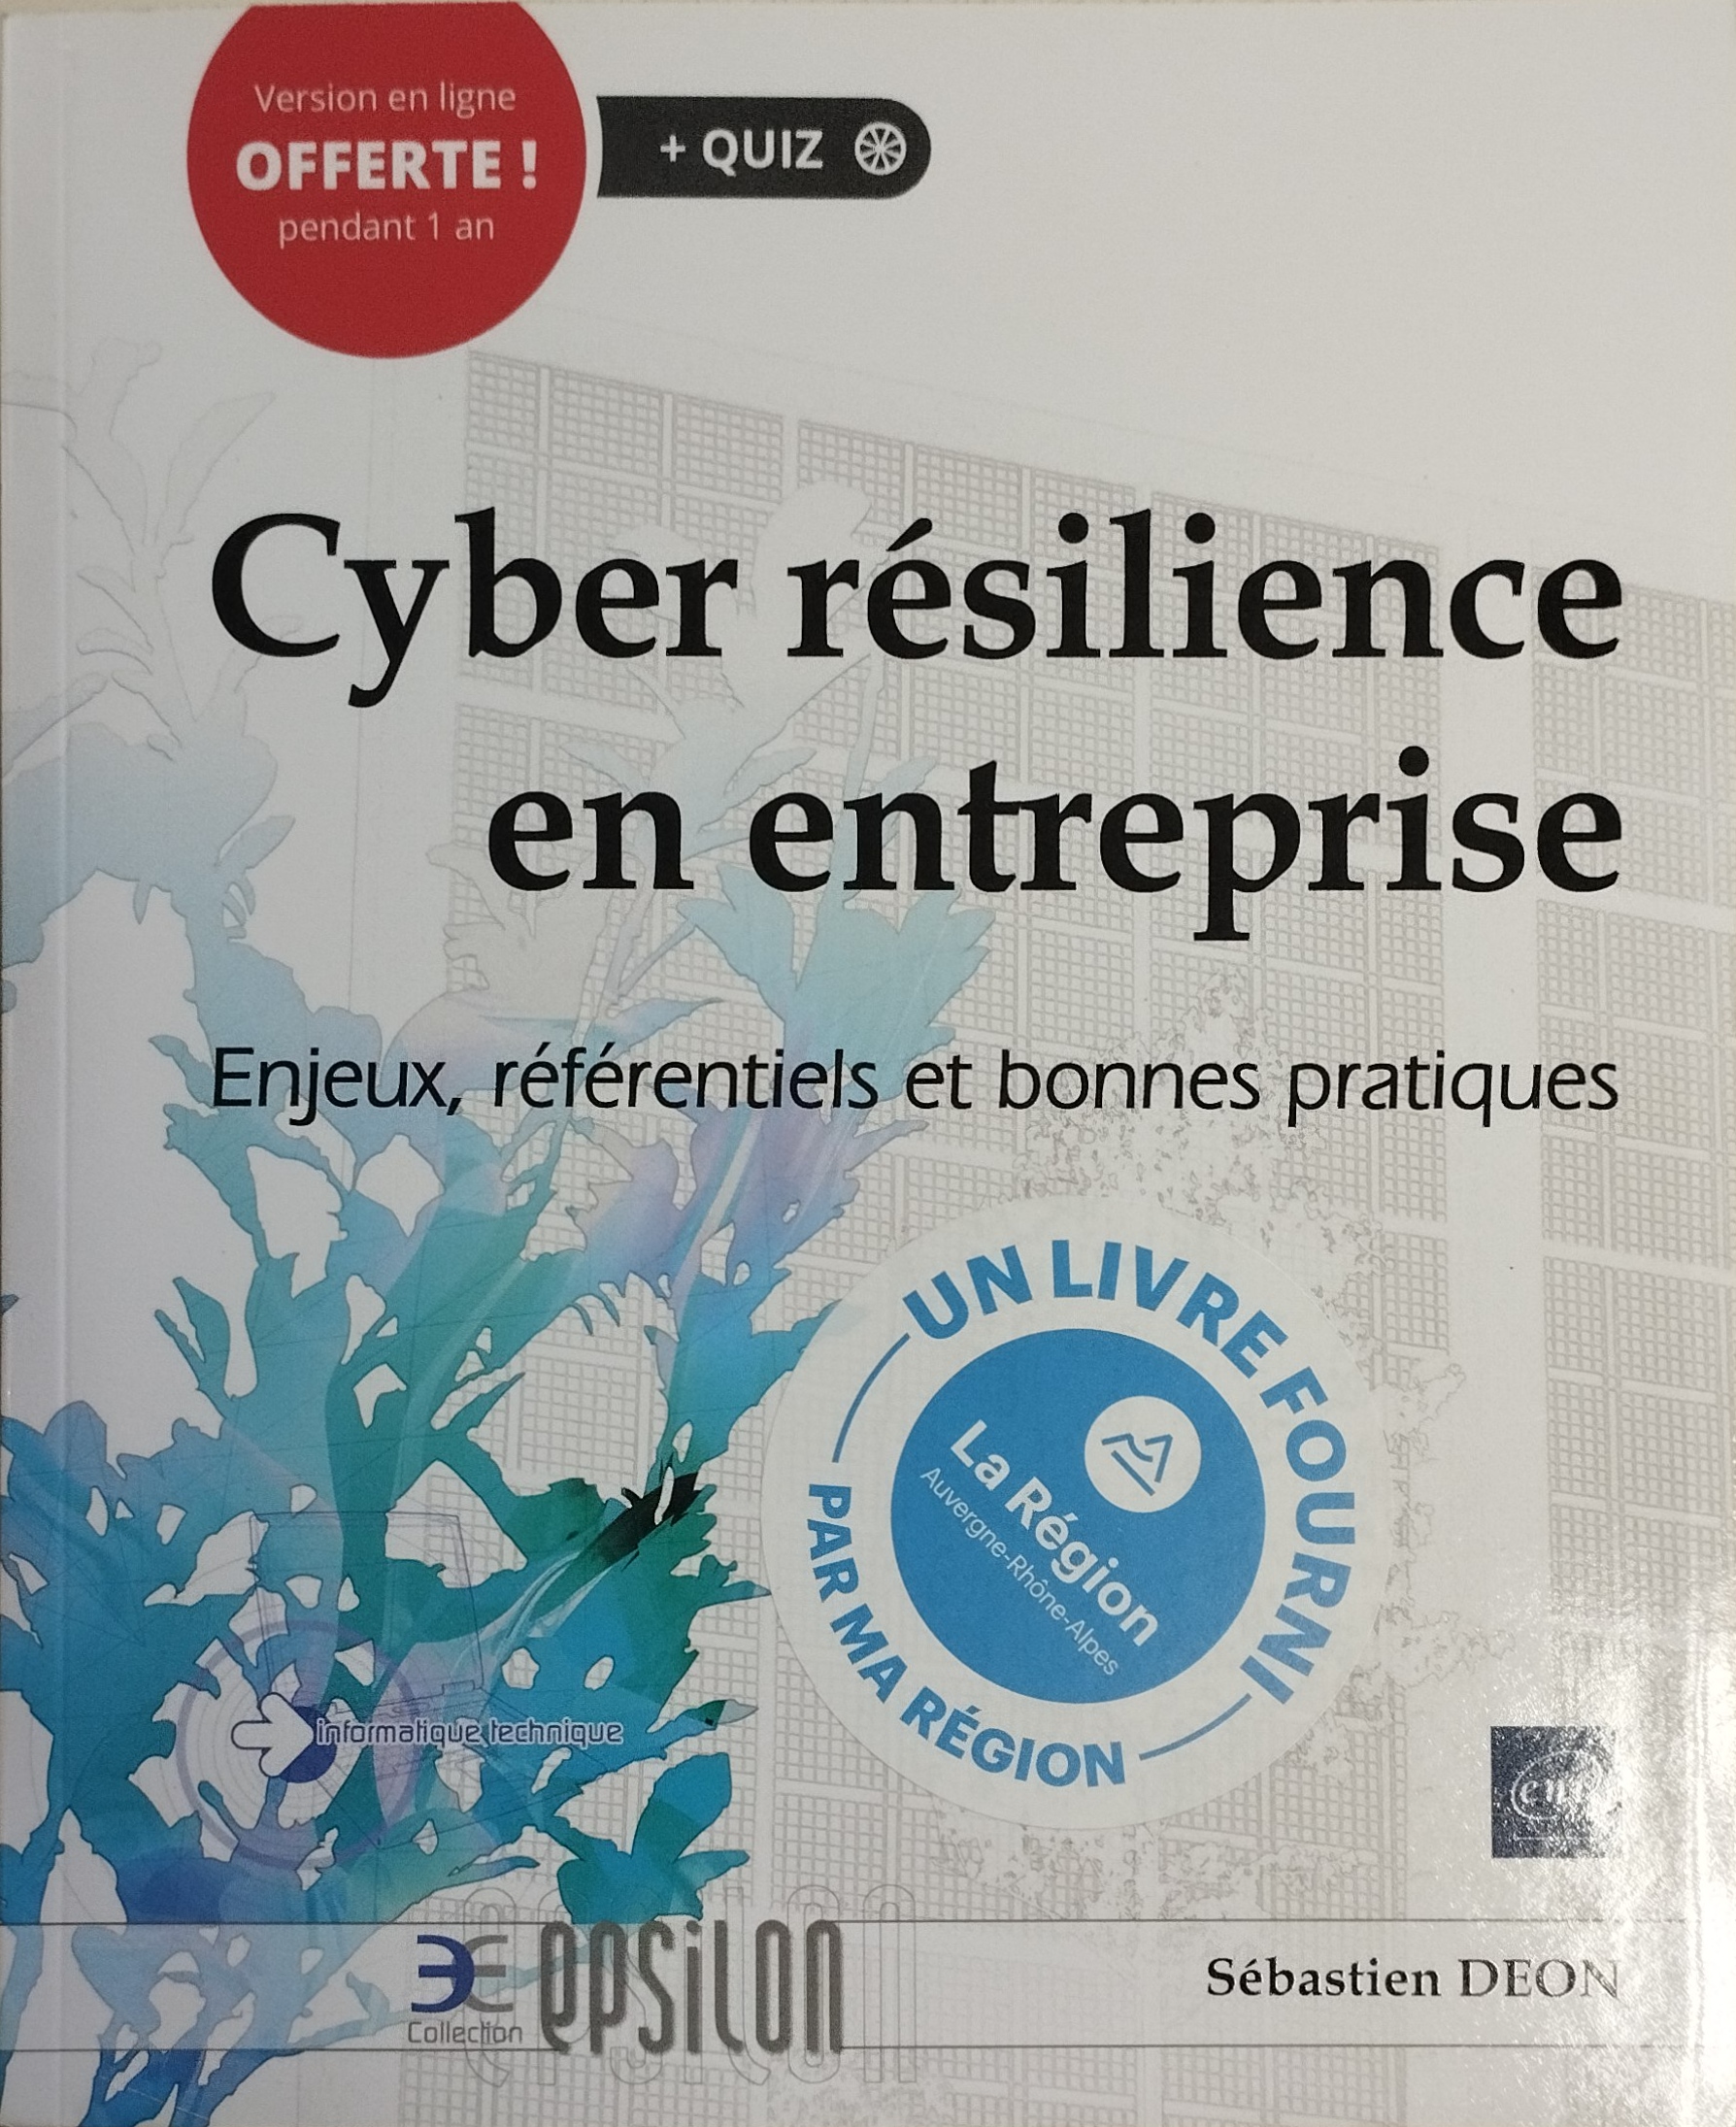 Version en ligne
OFFERTE !
pendant 1 an
+ QUIZ
Cyber résilience
en entreprise
Enjeux, référentiels et bonnes pratiques
UN LIVRE FOURNI
La Région
Auvergne-Rhône-Alpes
PAR MA RÉGION
informatique technique
eni
Collection
epsilon
Sébastien DEON